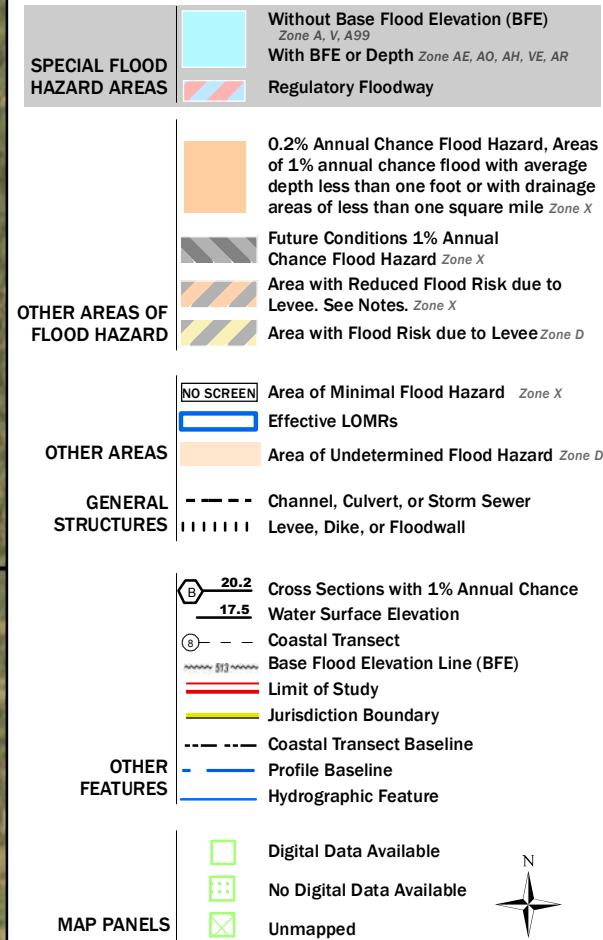 SPECIAL FLOOD
HAZARD AREAS
Without Base Flood Elevation (BFE)
Zone A, V, A99
With BFE or Depth Zone AE, AO, AH, VE, AR
Regulatory Floodway
OTHER AREAS OF
FLOOD HAZARD
0.2% Annual Chance Flood Hazard, Areas
of 1% annual chance flood with average
depth less than one foot or with drainage
areas of less than one square mile Zone X
Future Conditions 1% Annual
Chance Flood Hazard Zone X
Area with Reduced Flood Risk due to
Levee. See Notes. Zone X
Area with Flood Risk due to Levee Zone D
OTHER AREAS
NO SCREEN Area of Minimal Flood Hazard Zone X
Effective LOMRs
Area of Undetermined Flood Hazard Zone D
GENERAL
STRUCTURES
Channel, Culvert, or Storm Sewer
Levee, Dike, or Floodwall
OTHER
FEATURES
B 20.2 Cross Sections with 1% Annual Chance
17.5 Water Surface Elevation
8 Coastal Transect
513 Base Flood Elevation Line (BFE)
Limit of Study
Jurisdiction Boundary
Coastal Transect Baseline
Profile Baseline
Hydrographic Feature
MAP PANELS
Digital Data Available
No Digital Data Available
Unmapped
N